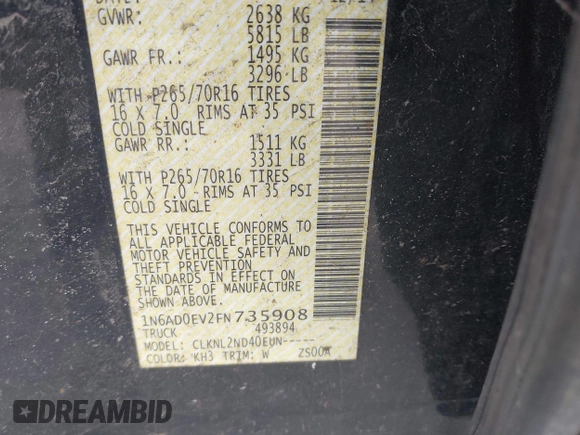 GVWR: 2638 KG
5815 LB
GAWR FR.: 1495 KG
3296 LB
WITH P265/70R16 TIRES
16 X 7.0 RIMS AT 35 PSI
COLD SINGLE
GAWR RR.: 1511 KG
3331 LB
WITH P265/70R16 TIRES
16 X 7.0 RIMS AT 35 PSI
COLD SINGLE
THIS VEHICLE CONFORMS TO
ALL APPLICABLE FEDERAL
MOTOR VEHICLE SAFETY AND
THEFT PREVENTION
STANDARDS IN EFFECT ON
THE DATE OF MANUFACTURE
SHOWN ABOVE.
1N6AD0EV2FN735908
TRUCK 493894
MODEL: CLKNL2ND40EUN-----
COLOR: KH3 TRIM: W ZS00A
DREAMBID